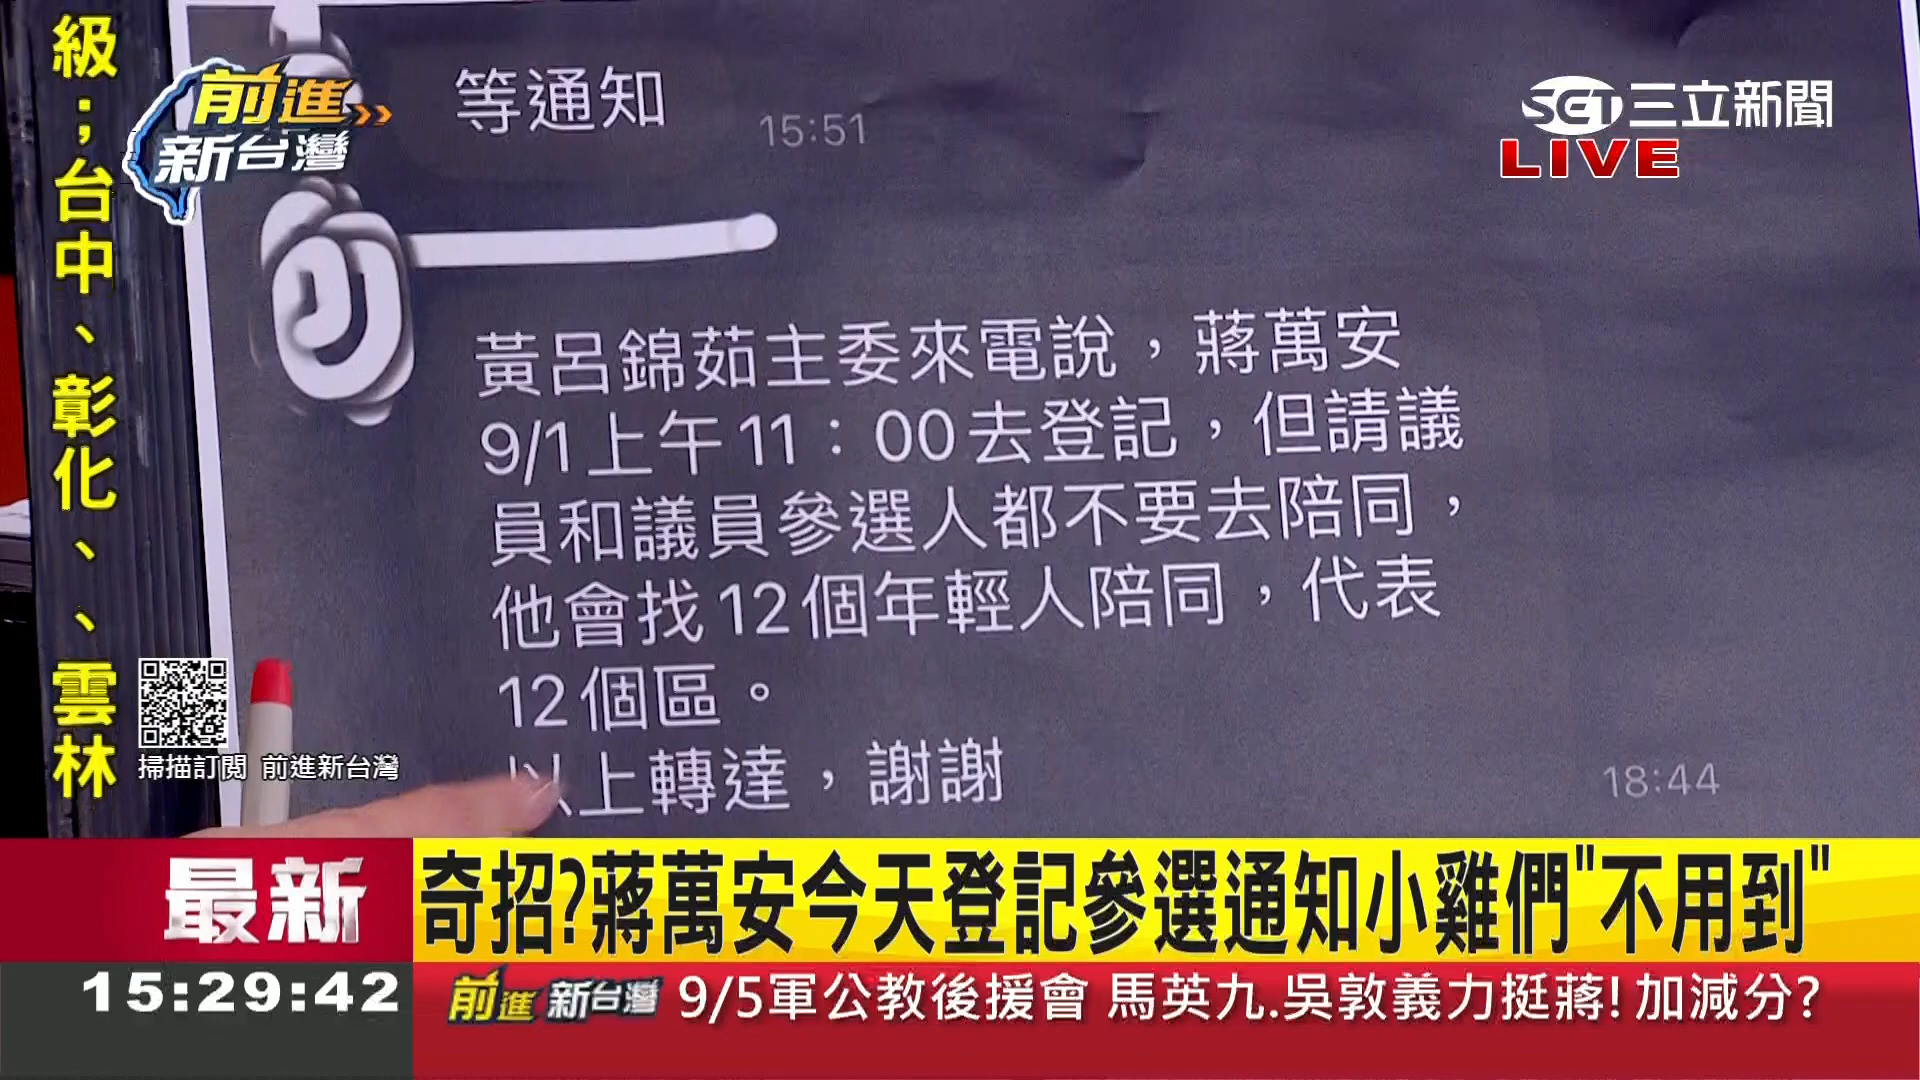 級；台中、彰化、、雲林
前進
新台灣
SET三立新聞
LIVE
等通知
15:51
黃呂錦茹主委來電說，蔣萬安
9/1上午11：00去登記，但請議
員和議員參選人都不要去陪同，
他會找12個年輕人陪同，代表
12個區。
以上轉達，謝謝
18:44
掃描訂閱 前進新台灣
最新
奇招?蔣萬安今天登記參選通知小雞們"不用到"
15:29:42
前進新台灣 9/5軍公教後援會 馬英九.吳敦義力挺蔣!加減分?